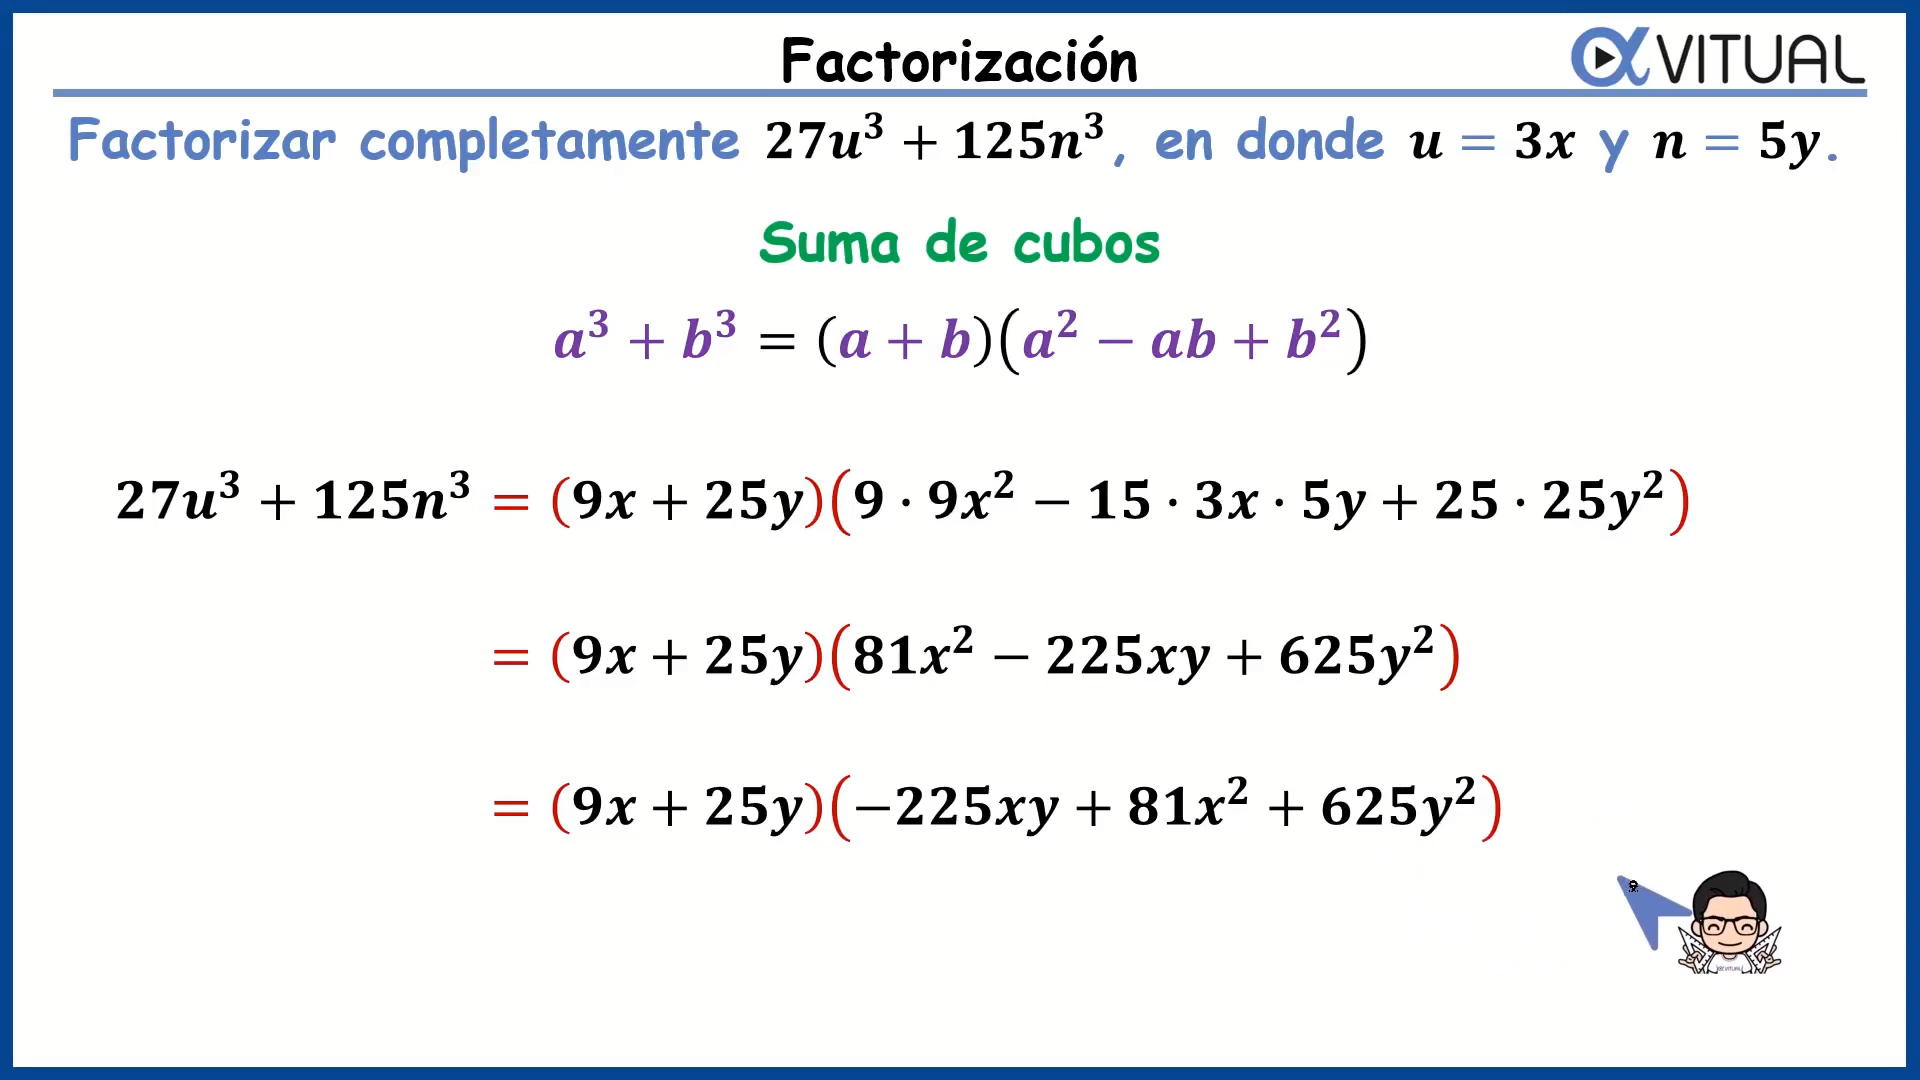 Factorización
αVITUAL
Factorizar completamente 27u³ + 125n³, en donde u = 3x y n = 5y.
Suma de cubos
a³ + b³ = (a + b)(a² − ab + b²)
27u³ + 125n³ = (9x + 25y)(9 · 9x² − 15 · 3x · 5y + 25 · 25y²)
= (9x + 25y)(81x² − 225xy + 625y²)
= (9x + 25y)(−225xy + 81x² + 625y²)
αVITUAL